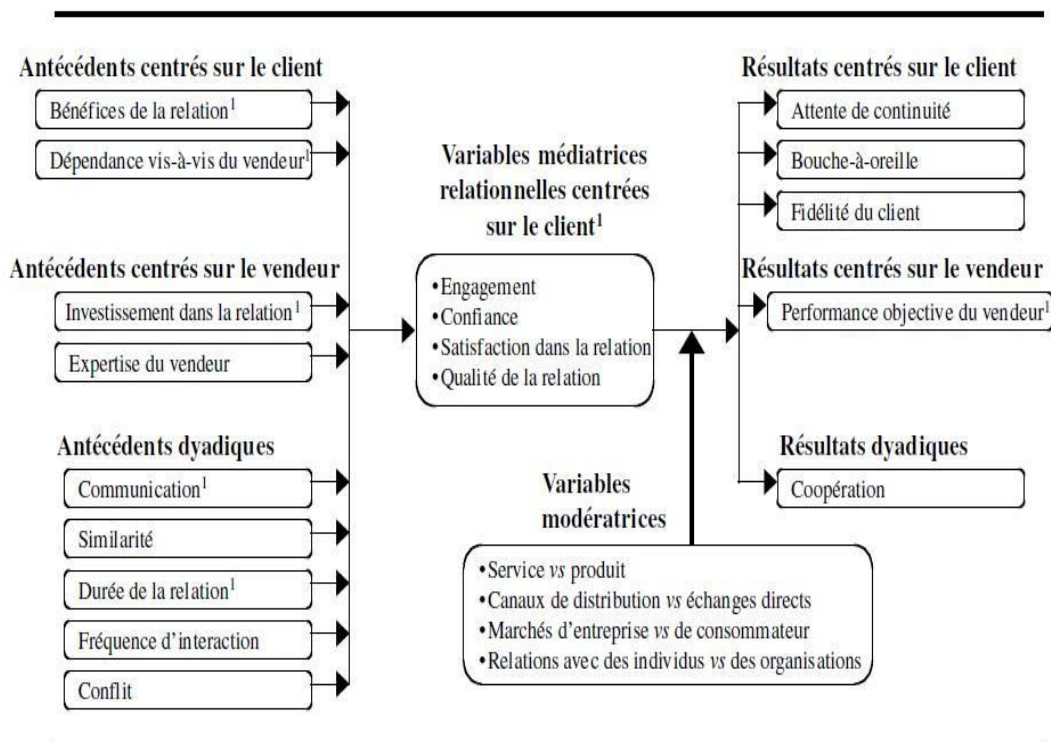 Antécédents centrés sur le client
Bénéfices de la relation¹
Dépendance vis-à-vis du vendeur¹
Antécédents centrés sur le vendeur
Investissement dans la relation¹
Expertise du vendeur
Antécédents dyadiques
Communication¹
Similarité
Durée de la relation¹
Fréquence d'interaction
Conflit
Variables médiatrices
relationnelles centrées
sur le client¹
•Engagement
•Confiance
•Satisfaction dans la relation
•Qualité de la relation
Variables
modératrices
•Service vs produit
•Canaux de distribution vs échanges directs
•Marchés d'entreprise vs de consommateur
•Relations avec des individus vs des organisations
Résultats centrés sur le client
Attente de continuité
Bouche-à-oreille
Fidélité du client
Résultats centrés sur le vendeur
Performance objective du vendeur¹
Résultats dyadiques
Coopération